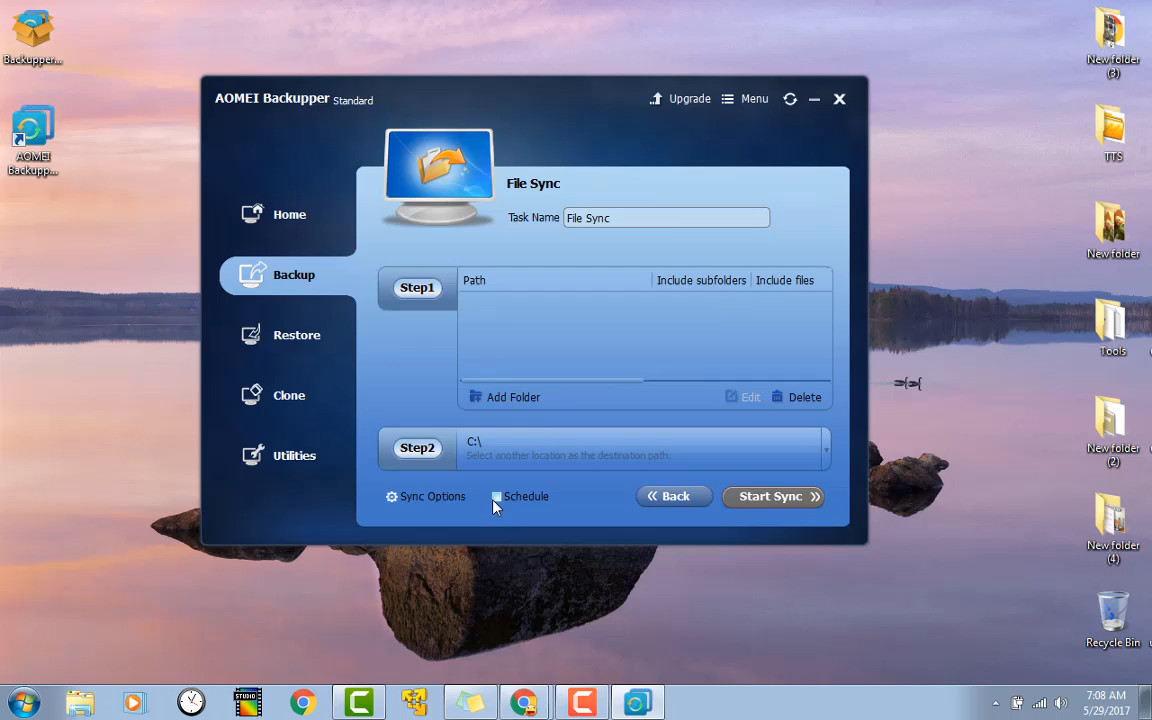 Backupper...
AOMEI
Backupp...
AOMEI Backupper Standard
Upgrade
Menu
File Sync
Task Name
File Sync
Home
Backup
Restore
Clone
Utilities
Step1
Path
Include subfolders
Include files
Add Folder
Edit
Delete
Step2
C:\
Select another location as the destination path
Sync Options
Schedule
Back
Start Sync
New folder
(3)
TTS
New folder
Tools
New folder
(2)
New folder
(4)
Recycle Bin
STUDIO
7:08 AM
5/29/2017